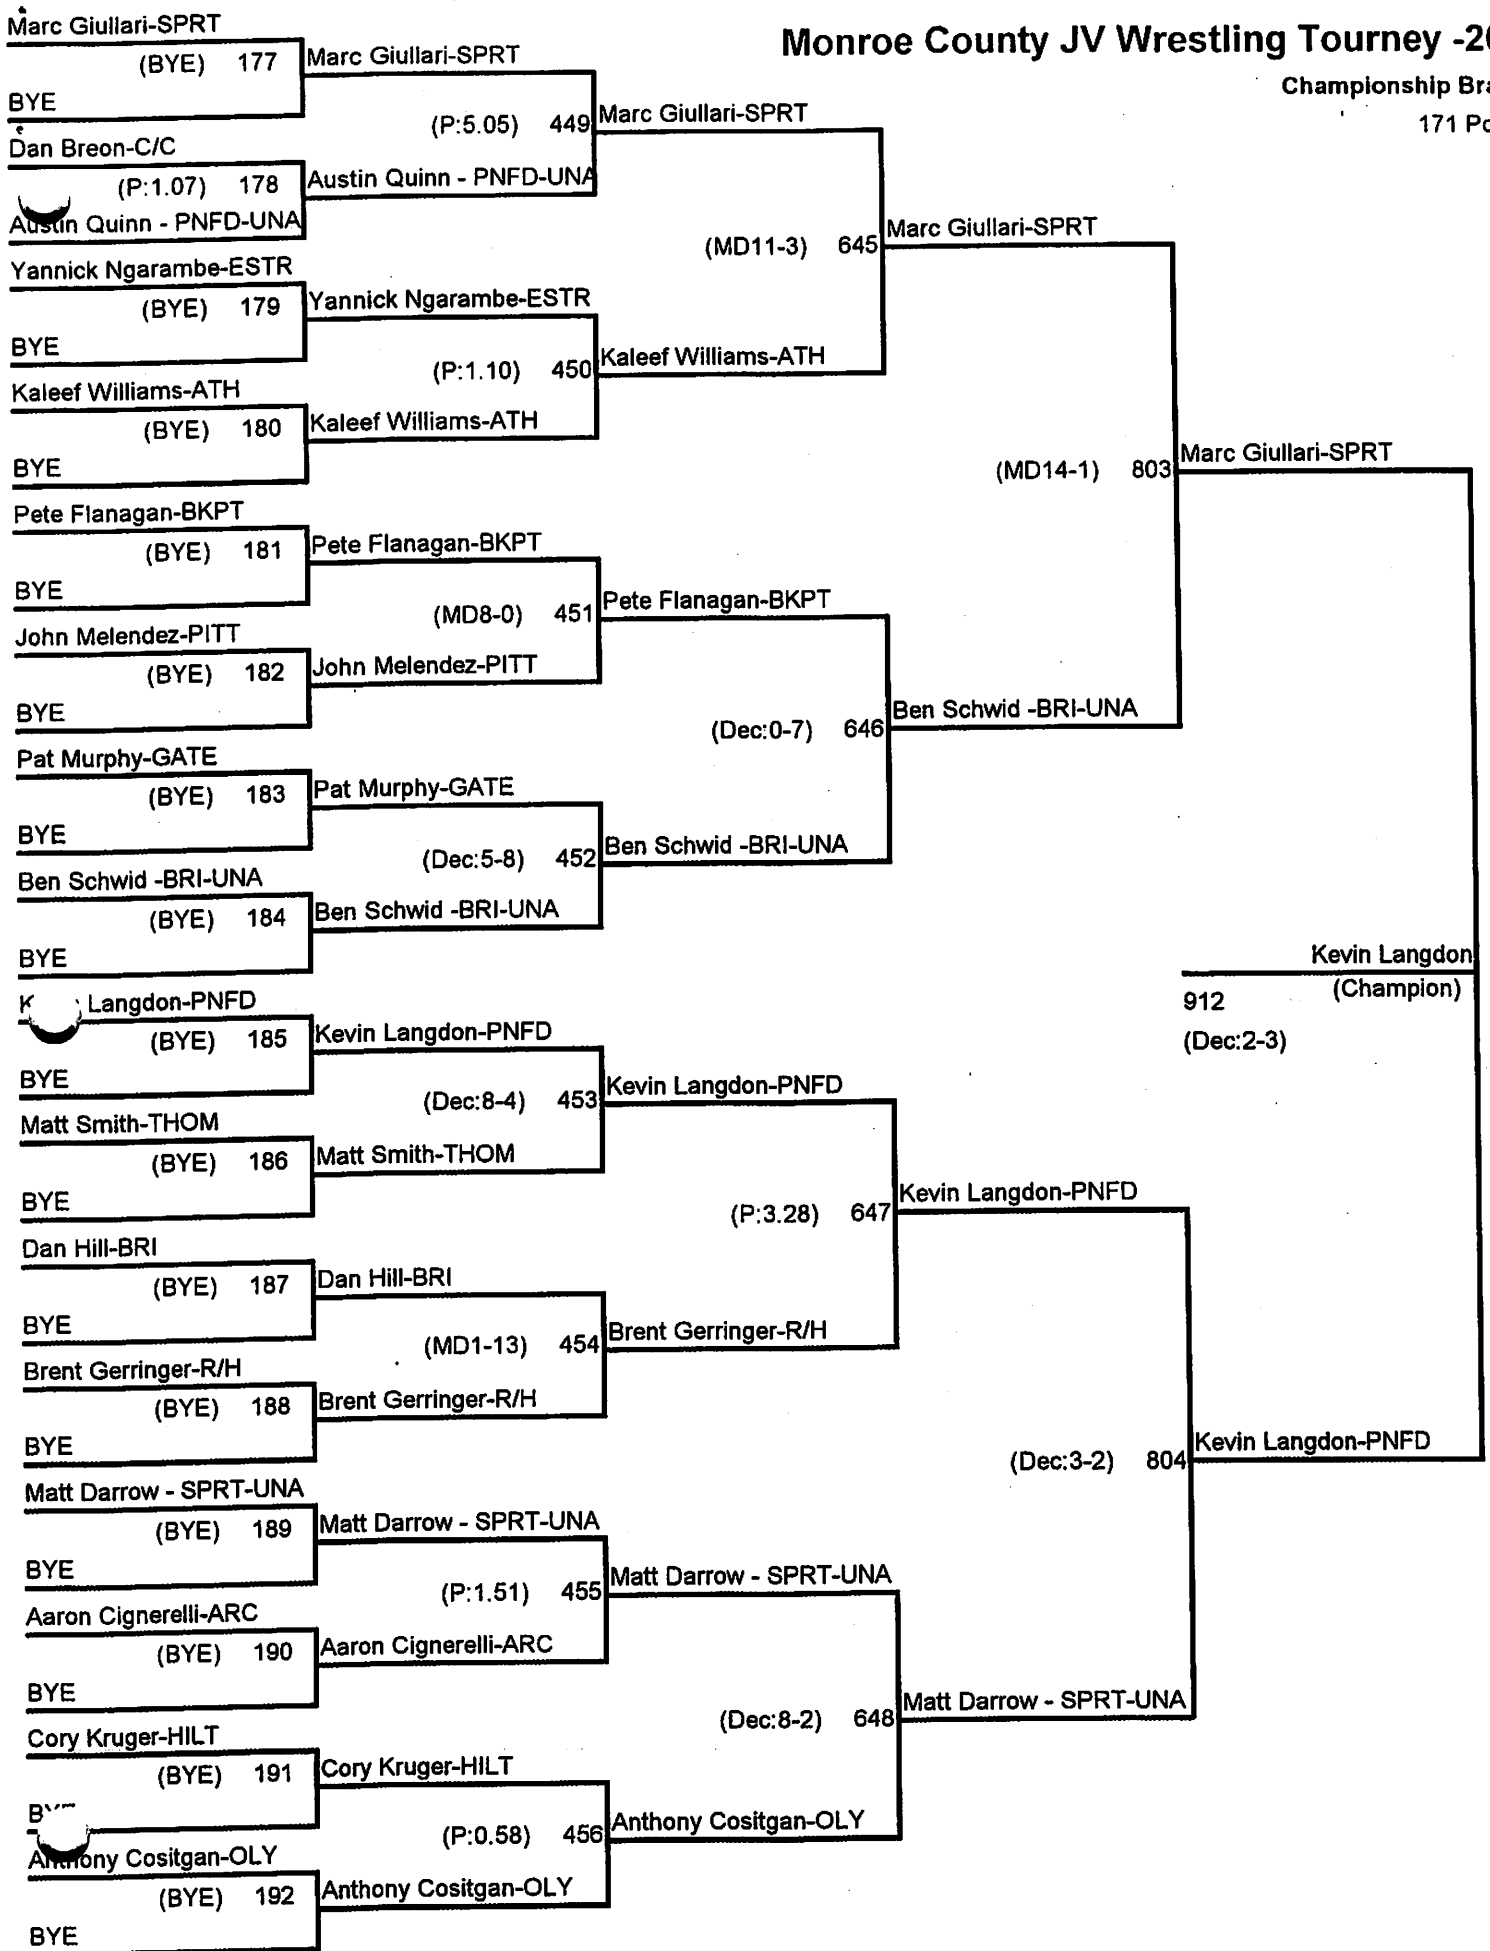 Monroe County JV Wrestling Tourney
Championship
171
Marc Giullari-SPRT
(BYE) 177
BYE
Marc Giullari-SPRT
(P:5.05) 449
Dan Breon-C/C
(P:1.07) 178
Austin Quinn - PNFD-UNA
Austin Quinn - PNFD-UNA
Marc Giullari-SPRT
(MD11-3) 645
Yannick Ngarambe-ESTR
(BYE) 179
BYE
Yannick Ngarambe-ESTR
(P:1.10) 450
Kaleef Williams-ATH
(BYE) 180
BYE
Kaleef Williams-ATH
Kaleef Williams-ATH
Marc Giullari-SPRT
(MD14-1) 803
Pete Flanagan-BKPT
(BYE) 181
BYE
Pete Flanagan-BKPT
(MD8-0) 451
John Melendez-PITT
(BYE) 182
BYE
John Melendez-PITT
Pete Flanagan-BKPT
(Dec:0-7) 646
Pat Murphy-GATE
(BYE) 183
BYE
Pat Murphy-GATE
(Dec:5-8) 452
Ben Schwid -BRI-UNA
(BYE) 184
BYE
Ben Schwid -BRI-UNA
Ben Schwid -BRI-UNA
Ben Schwid -BRI-UNA
Marc Giullari-SPRT
Kevin Langdon
(Champion)
912
(Dec:2-3)
Langdon-PNFD
(BYE) 185
BYE
Kevin Langdon-PNFD
(Dec:8-4) 453
Matt Smith-THOM
(BYE) 186
BYE
Matt Smith-THOM
Kevin Langdon-PNFD
(P:3.28) 647
Dan Hill-BRI
(BYE) 187
BYE
Dan Hill-BRI
(MD1-13) 454
Brent Gerringer-R/H
(BYE) 188
BYE
Brent Gerringer-R/H
Brent Gerringer-R/H
Kevin Langdon-PNFD
(Dec:3-2) 804
Kevin Langdon-PNFD
Matt Darrow - SPRT-UNA
(BYE) 189
BYE
Matt Darrow - SPRT-UNA
(P:1.51) 455
Aaron Cignerelli-ARC
(BYE) 190
BYE
Aaron Cignerelli-ARC
Matt Darrow - SPRT-UNA
(Dec:8-2) 648
Matt Darrow - SPRT-UNA
Cory Kruger-HILT
(BYE) 191
Cory Kruger-HILT
(P:0.58) 456
Anthony Cositgan-OLY
Anthony Cositgan-OLY
(BYE) 192
BYE
Anthony Cositgan-OLY